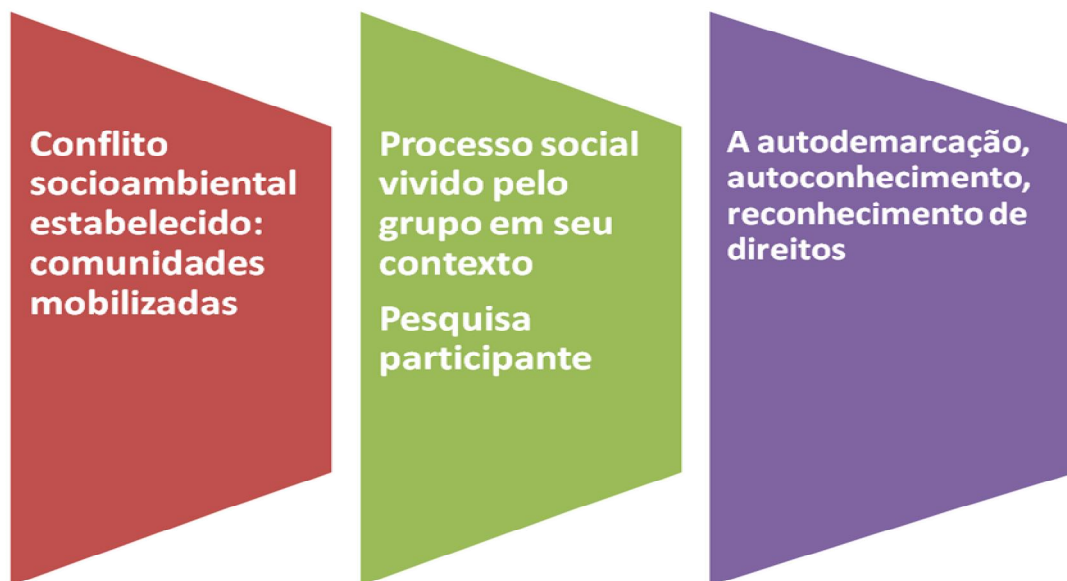 Conflito
socioambiental
estabelecido:
comunidades
mobilizadas
Processo social
vivido pelo
grupo em seu
contexto
Pesquisa
participante
A autodemarcação,
autoconhecimento,
reconhecimento de
direitos